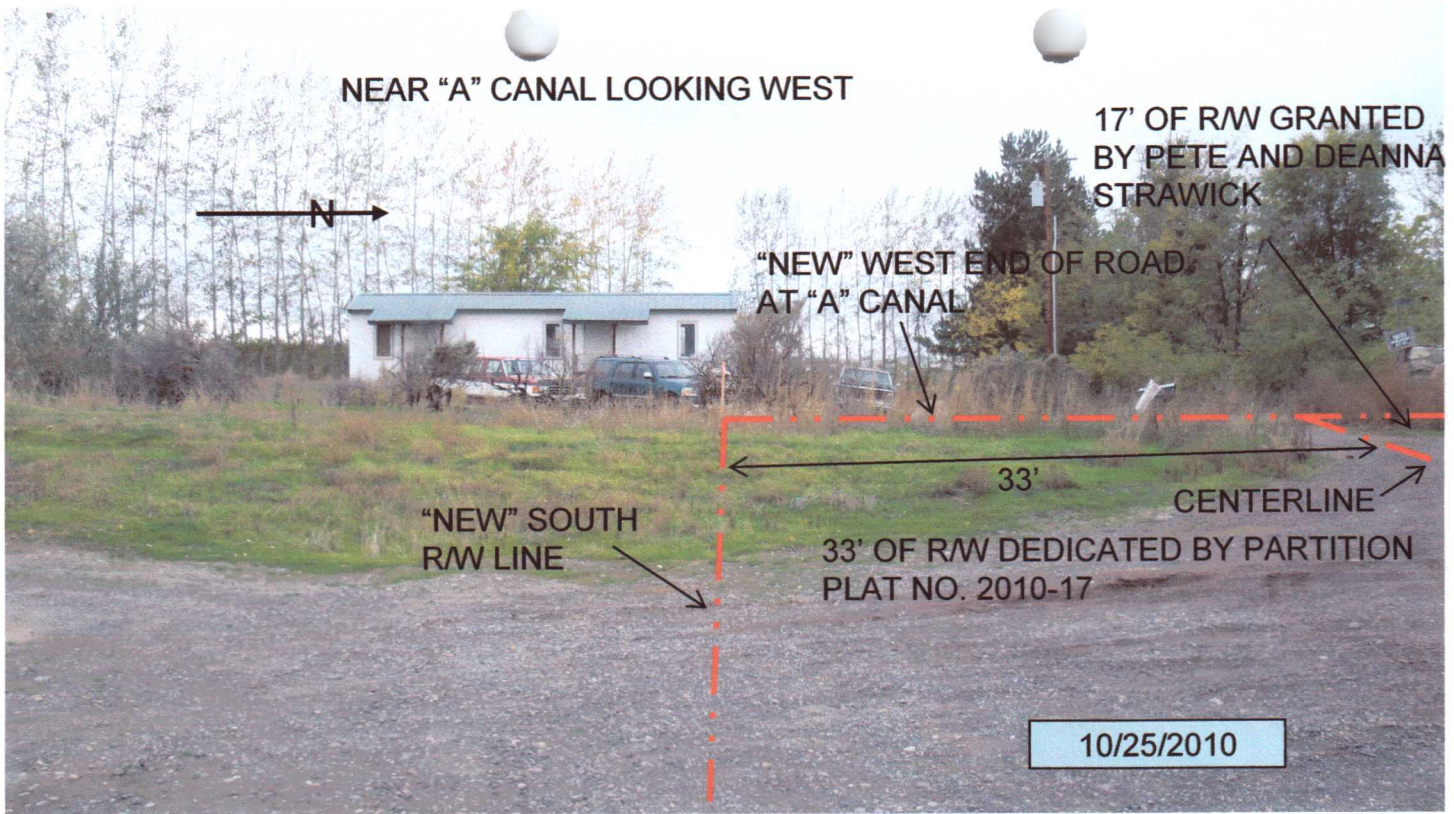 NEAR “A” CANAL LOOKING WEST
17’ OF R/W GRANTED
BY PETE AND DEANNA
STRAWICK
N
“NEW” WEST END OF ROAD
AT “A” CANAL
33’
CENTERLINE
“NEW” SOUTH
R/W LINE
33’ OF R/W DEDICATED BY PARTITION
PLAT NO. 2010-17
10/25/2010